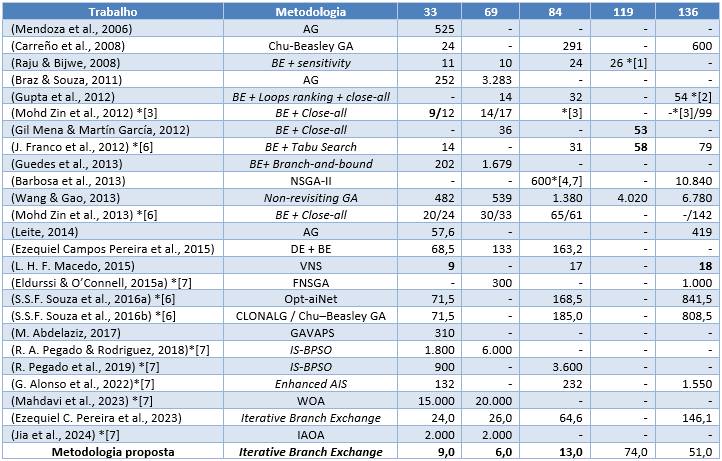 Trabalho Metodologia 33 69 84 119 136
(Mendoza et al., 2006) AG 525 - - - -
(Carreño et al., 2008) Chu-Beasley GA 24 - 291 - 600
(Raju & Bijwe, 2008) BE + sensitivity 11 10 24 26 *[1] -
(Braz & Souza, 2011) AG 252 3.283 - - -
(Gupta et al., 2012) BE + Loops ranking + close-all - 14 32 - 54 *[2]
(Mohd Zin et al., 2012) *[3] BE + Close-all 9/12 14/17 *[3] - -*[3]/99
(Gil Mena & Martín García, 2012) BE + Close-all - 36 - 53 -
(J. Franco et al., 2012) *[6] BE + Tabu Search 14 - 31 58 79
(Guedes et al., 2013) BE+ Branch-and-bound 202 1.679 - - -
(Barbosa et al., 2013) NSGA-II - - 600*[4,7] - 10.840
(Wang & Gao, 2013) Non-revisiting GA 482 539 1.380 4.020 6.780
(Mohd Zin et al., 2013) *[6] BE + Close-all 20/24 30/33 65/61 - -/142
(Leite, 2014) AG 57,6 - - - 419
(Ezequiel Campos Pereira et al., 2015) DE + BE 68,5 133 163,2 - -
(L. H. F. Macedo, 2015) VNS 9 - 17 - 18
(Eldurssi & O’Connell, 2015a) *[7] FNSGA - 300 - - 1.000
(S.S.F. Souza et al., 2016a) *[6] Opt-aiNet 71,5 - 168,5 - 841,5
(S.S.F. Souza et al., 2016b) *[6] CLONALG / Chu–Beasley GA 71,5 - 185,0 - 808,5
(M. Abdelaziz, 2017) GAVAPS 310 - - - -
(R. A. Pegado & Rodriguez, 2018)*[7] IS-BPSO 1.800 6.000 - - -
(R. Pegado et al., 2019) *[7] IS-BPSO 900 - 3.600 - -
(G. Alonso et al., 2022)*[7] Enhanced AIS 132 - 232 - 1.550
(Mahdavi et al., 2023) *[7] WOA 15.000 20.000 - - -
(Ezequiel C. Pereira et al., 2023) Iterative Branch Exchange 24,0 26,0 64,6 - 146,1
(Jia et al., 2024) *[7] IAOA 2.000 2.000 - - -
Metodologia proposta Iterative Branch Exchange 9,0 6,0 13,0 74,0 51,0